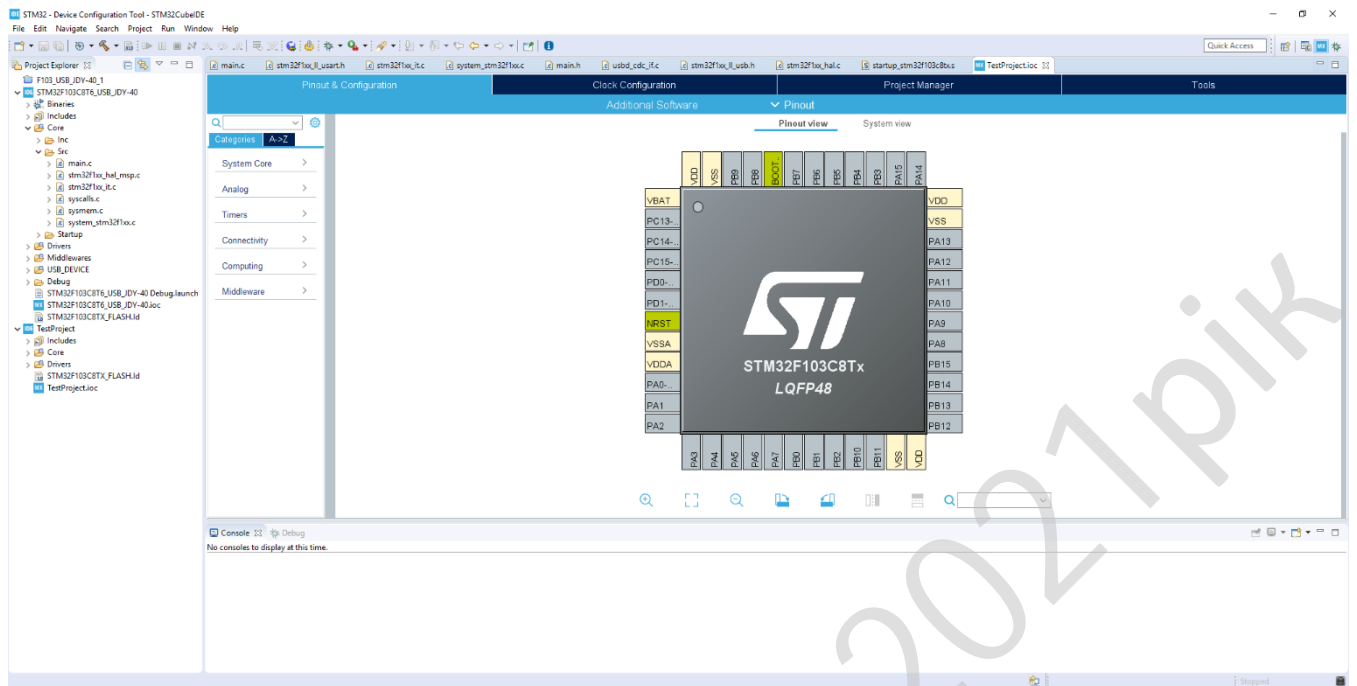 STM32 - Device Configuration Tool - STM32CubeIDE
File Edit Navigate Search Project Run Window Help
Quick Access
Project Explorer
main.c stm32f1xx_ll_usart.h stm32f1xx_it.c system_stm32f1xx.c main.h usbd_cdc_if.c stm32f1xx_ll_usb.h stm32f1xx_hal.c startup_stm32f103c8tx.s TestProject.ioc
F103_USB_JDY-40_1
STM32F103C8T6_USB_JDY-40
Binaries
Includes
Core
Inc
Src
main.c
stm32f1xx_hal_msp.c
stm32f1xx_it.c
syscalls.c
sysmem.c
system_stm32f1xx.c
Startup
Drivers
Middlewares
USB_DEVICE
Debug
STM32F103C8T6_USB_JDY-40 Debug.launch
STM32F103C8T6_USB_JDY-40.ioc
STM32F103C8TX_FLASH.ld
TestProject
Includes
Core
Drivers
STM32F103C8TX_FLASH.ld
TestProject.ioc
Pinout & Configuration Clock Configuration Project Manager Tools
Additional Software Pinout
Categories A->Z
System Core
Analog
Timers
Connectivity
Computing
Middleware
Pinout view System view
VDD VSS PB9 PB8 BOOT.. PB7 PB6 PB5 PB4 PB3 PA15 PA14
VBAT
PC13-..
PC14-..
PC15-..
PD0-..
PD1-..
NRST
VSSA
VDDA
PA0-..
PA1
PA2
ST
STM32F103C8Tx
LQFP48
VDD
VSS
PA13
PA12
PA11
PA10
PA9
PA8
PB15
PB14
PB13
PB12
PA3 PA4 PA5 PA6 PA7 PB0 PB1 PB2 PB10 PB11 VSS VDD
Console Debug
No consoles to display at this time.
Stopped
2021pik